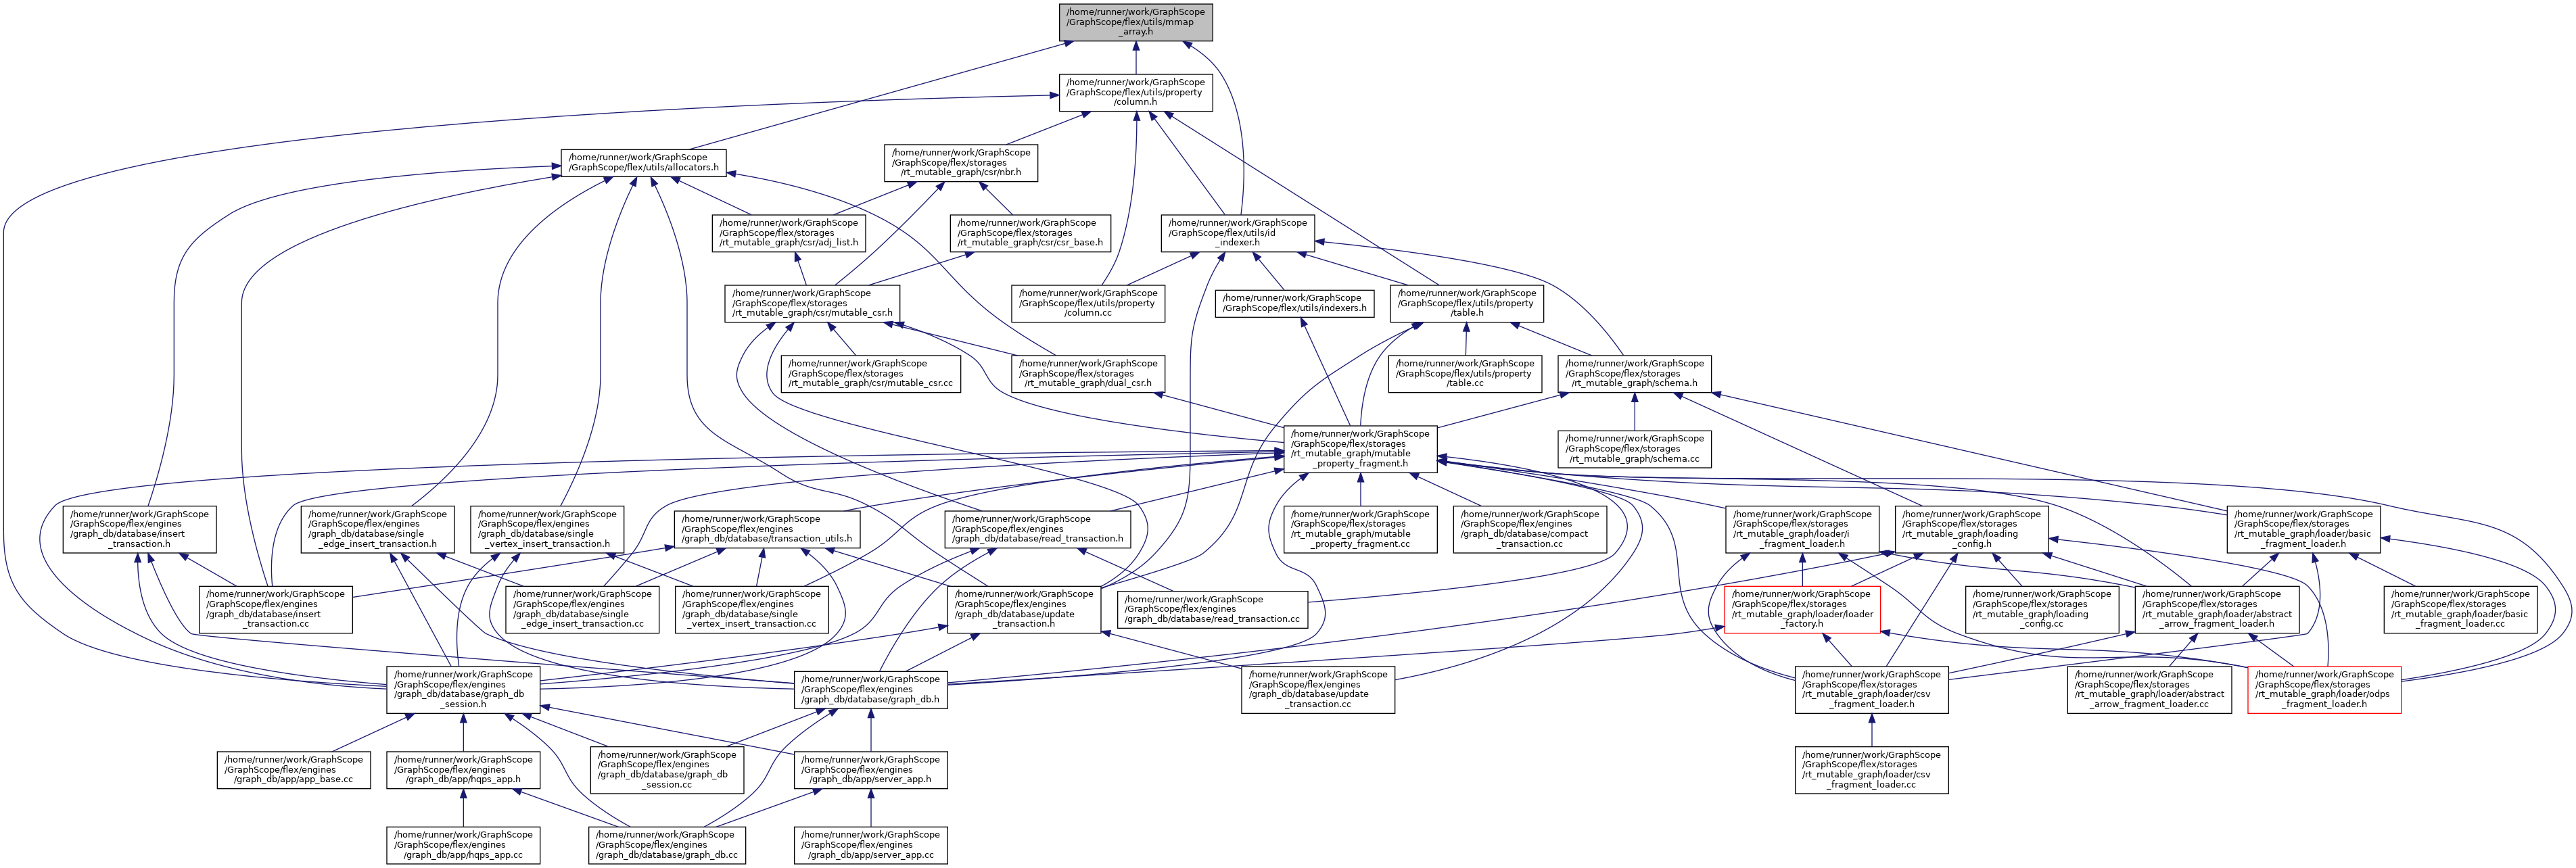 /home/runner/work/GraphScope
/GraphScope/flex/utils/mmap
_array.h
/home/runner/work/GraphScope
/GraphScope/flex/utils/property
/column.h
/home/runner/work/GraphScope
/GraphScope/flex/utils/allocators.h
/home/runner/work/GraphScope
/GraphScope/flex/storages
/rt_mutable_graph/csr/nbr.h
/home/runner/work/GraphScope
/GraphScope/flex/storages
/rt_mutable_graph/csr/adj_list.h
/home/runner/work/GraphScope
/GraphScope/flex/storages
/rt_mutable_graph/csr/csr_base.h
/home/runner/work/GraphScope
/GraphScope/flex/utils/id
_indexer.h
/home/runner/work/GraphScope
/GraphScope/flex/storages
/rt_mutable_graph/csr/mutable_csr.h
/home/runner/work/GraphScope
/GraphScope/flex/utils/property
/column.cc
/home/runner/work/GraphScope
/GraphScope/flex/utils/indexers.h
/home/runner/work/GraphScope
/GraphScope/flex/utils/property
/table.h
/home/runner/work/GraphScope
/GraphScope/flex/storages
/rt_mutable_graph/csr/mutable_csr.cc
/home/runner/work/GraphScope
/GraphScope/flex/storages
/rt_mutable_graph/dual_csr.h
/home/runner/work/GraphScope
/GraphScope/flex/utils/property
/table.cc
/home/runner/work/GraphScope
/GraphScope/flex/storages
/rt_mutable_graph/schema.h
/home/runner/work/GraphScope
/GraphScope/flex/storages
/rt_mutable_graph/mutable
_property_fragment.h
/home/runner/work/GraphScope
/GraphScope/flex/storages
/rt_mutable_graph/schema.cc
/home/runner/work/GraphScope
/GraphScope/flex/engines
/graph_db/database/insert
_transaction.h
/home/runner/work/GraphScope
/GraphScope/flex/engines
/graph_db/database/single
_edge_insert_transaction.h
/home/runner/work/GraphScope
/GraphScope/flex/engines
/graph_db/database/single
_vertex_insert_transaction.h
/home/runner/work/GraphScope
/GraphScope/flex/engines
/graph_db/database/transaction_utils.h
/home/runner/work/GraphScope
/GraphScope/flex/engines
/graph_db/database/read_transaction.h
/home/runner/work/GraphScope
/GraphScope/flex/storages
/rt_mutable_graph/mutable
_property_fragment.cc
/home/runner/work/GraphScope
/GraphScope/flex/engines
/graph_db/database/compact
_transaction.cc
/home/runner/work/GraphScope
/GraphScope/flex/storages
/rt_mutable_graph/loader/i
_fragment_loader.h
/home/runner/work/GraphScope
/GraphScope/flex/storages
/rt_mutable_graph/loading
_config.h
/home/runner/work/GraphScope
/GraphScope/flex/storages
/rt_mutable_graph/loader/basic
_fragment_loader.h
/home/runner/work/GraphScope
/GraphScope/flex/engines
/graph_db/database/insert
_transaction.cc
/home/runner/work/GraphScope
/GraphScope/flex/engines
/graph_db/database/single
_edge_insert_transaction.cc
/home/runner/work/GraphScope
/GraphScope/flex/engines
/graph_db/database/single
_vertex_insert_transaction.cc
/home/runner/work/GraphScope
/GraphScope/flex/engines
/graph_db/database/update
_transaction.h
/home/runner/work/GraphScope
/GraphScope/flex/engines
/graph_db/database/read_transaction.cc
/home/runner/work/GraphScope
/GraphScope/flex/storages
/rt_mutable_graph/loader/loader
_factory.h
/home/runner/work/GraphScope
/GraphScope/flex/storages
/rt_mutable_graph/loading
_config.cc
/home/runner/work/GraphScope
/GraphScope/flex/storages
/rt_mutable_graph/loader/abstract
_arrow_fragment_loader.h
/home/runner/work/GraphScope
/GraphScope/flex/storages
/rt_mutable_graph/loader/basic
_fragment_loader.cc
/home/runner/work/GraphScope
/GraphScope/flex/engines
/graph_db/database/graph_db
_session.h
/home/runner/work/GraphScope
/GraphScope/flex/engines
/graph_db/database/graph_db.h
/home/runner/work/GraphScope
/GraphScope/flex/engines
/graph_db/database/update
_transaction.cc
/home/runner/work/GraphScope
/GraphScope/flex/storages
/rt_mutable_graph/loader/csv
_fragment_loader.h
/home/runner/work/GraphScope
/GraphScope/flex/storages
/rt_mutable_graph/loader/abstract
_arrow_fragment_loader.cc
/home/runner/work/GraphScope
/GraphScope/flex/storages
/rt_mutable_graph/loader/odps
_fragment_loader.h
/home/runner/work/GraphScope
/GraphScope/flex/engines
/graph_db/app/app_base.cc
/home/runner/work/GraphScope
/GraphScope/flex/engines
/graph_db/app/hqps_app.h
/home/runner/work/GraphScope
/GraphScope/flex/engines
/graph_db/database/graph_db
_session.cc
/home/runner/work/GraphScope
/GraphScope/flex/engines
/graph_db/app/server_app.h
/home/runner/work/GraphScope
/GraphScope/flex/storages
/rt_mutable_graph/loader/csv
_fragment_loader.cc
/home/runner/work/GraphScope
/GraphScope/flex/engines
/graph_db/app/hqps_app.cc
/home/runner/work/GraphScope
/GraphScope/flex/engines
/graph_db/database/graph_db.cc
/home/runner/work/GraphScope
/GraphScope/flex/engines
/graph_db/app/server_app.cc